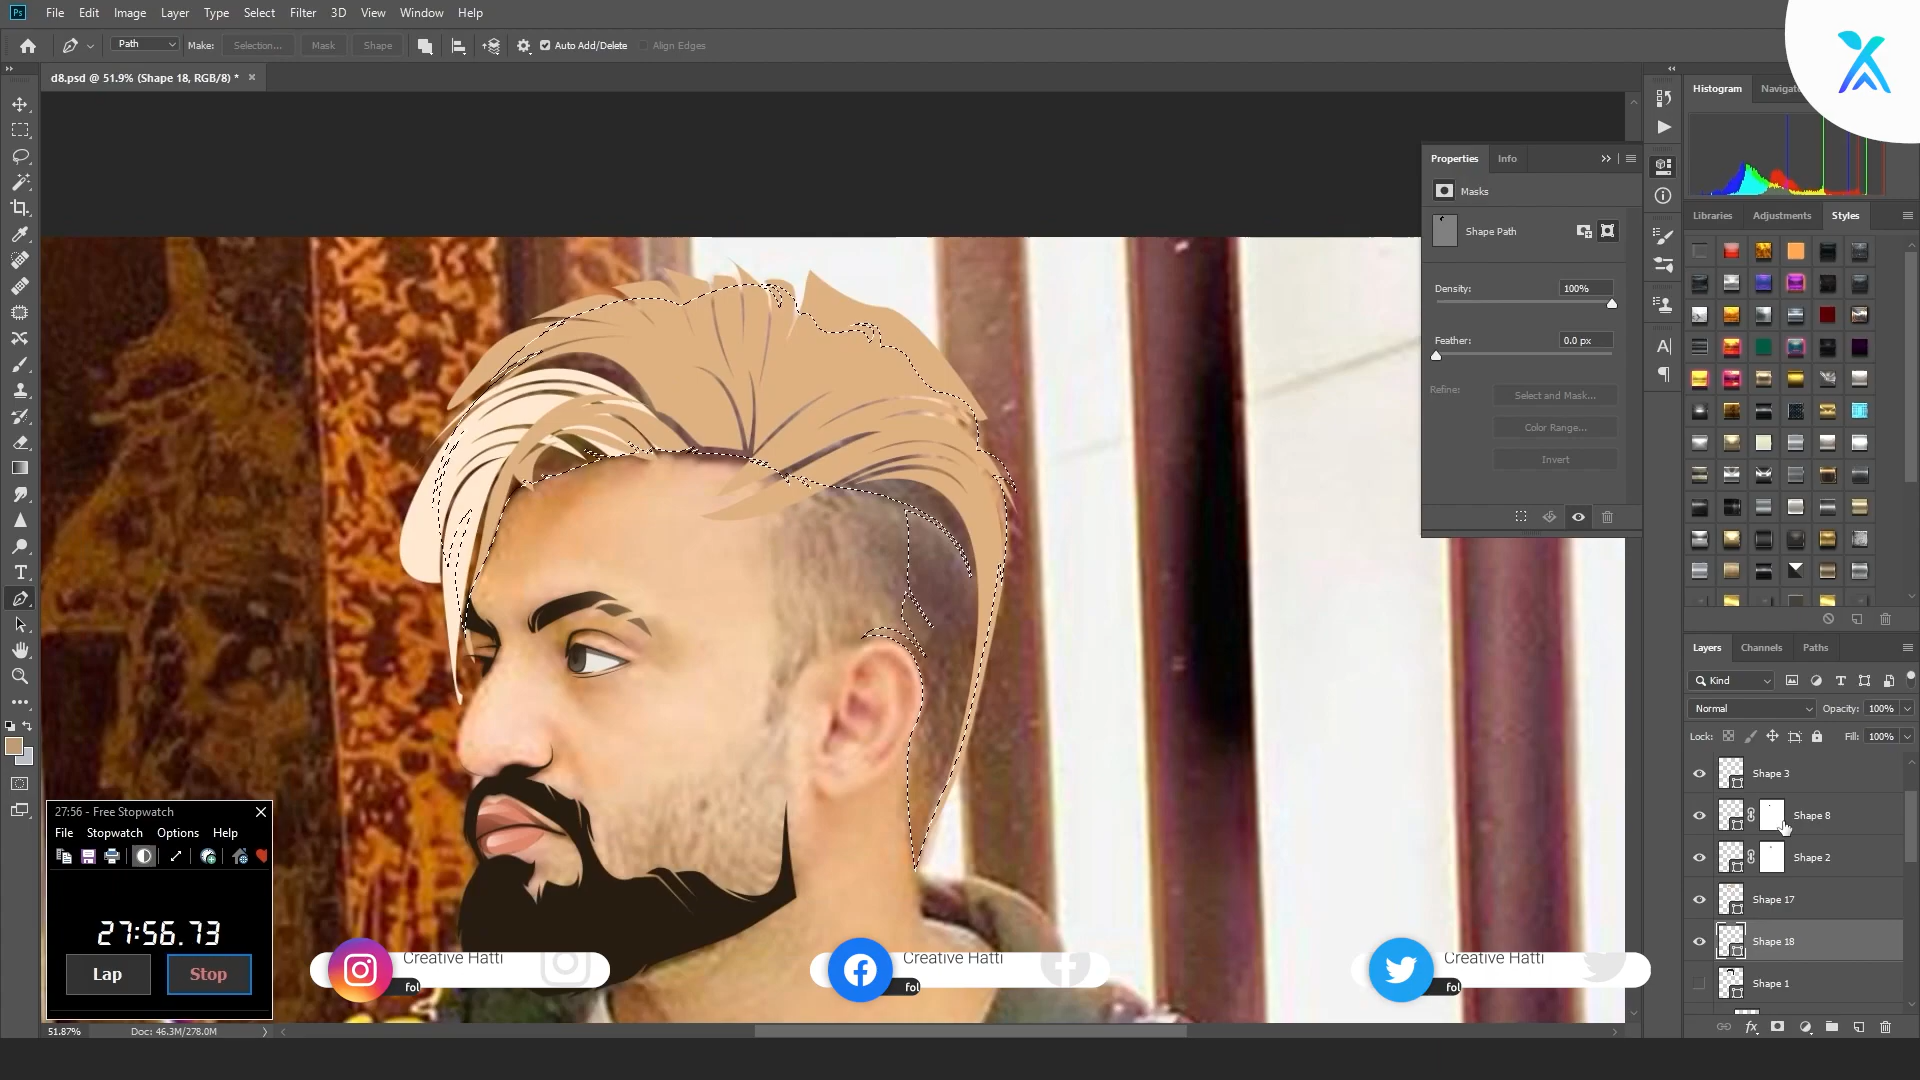 Ps File Edit Image Layer Type Select Filter 3D View Window Help
Path Make: Selection... Mask Shape Auto Add/Delete Align Edges
d8.psd @ 51.9% (Shape 18, RGB/8) *
Histogram
Properties Info
Masks
Shape Path
Density: 100%
Feather: 0.0 px
Refine: Select and Mask...
Color Range...
Invert
Libraries Adjustments Styles
Layers Channels Paths
Kind
Normal Opacity: 100%
Lock: Fill: 100%
Shape 3
Shape 8
Shape 2
Shape 17
Shape 18
Shape 1
27:56 - Free Stopwatch
File Stopwatch Options Help
27:56.73
Lap Stop
Creative Hatti
fol
Creative Hatti
fol
Creative Hatti
fol
51.87% Doc: 46.3M/278.0M